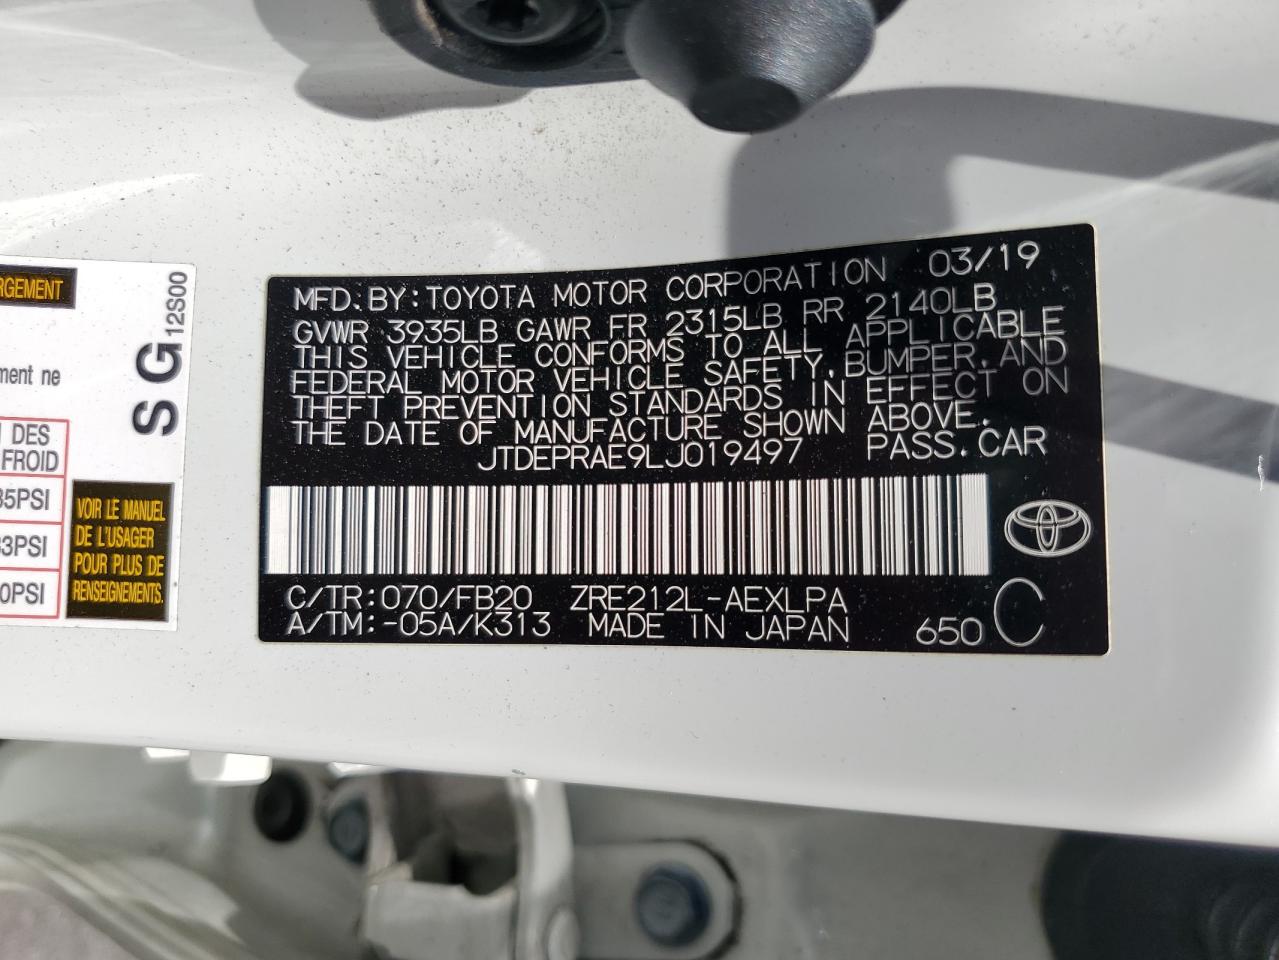 RGEMENT
ment ne
DES
FROID
35PSI
33PSI
0PSI
S G
12S00
VOIR LE MANUEL
DE L'USAGER
POUR PLUS DE
RENSEIGNEMENTS.
MFD.BY:TOYOTA MOTOR CORPORATION 03/19
GVWR 3935LB GAWR FR 2315LB RR 2140LB
THIS VEHICLE CONFORMS TO ALL APPLICABLE
FEDERAL MOTOR VEHICLE SAFETY,BUMPER,AND
THEFT PREVENTION STANDARDS IN EFFECT ON
THE DATE OF MANUFACTURE SHOWN ABOVE.
JTDEPRAE9LJ019497 PASS.CAR
C/TR:070/FB20 ZRE212L-AEXLPA
A/TM:-05A/K313 MADE IN JAPAN 650 C